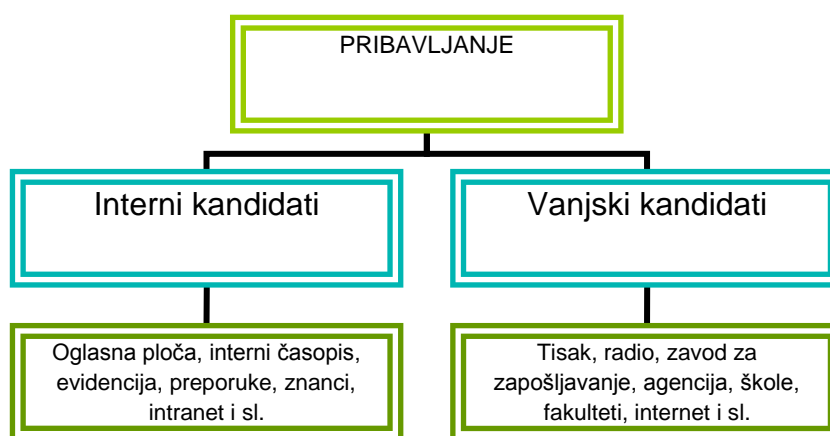 PRIBAVLJANJE
Interni kandidati
Vanjski kandidati
Oglasna ploča, interni časopis,
evidencija, preporuke, znanci,
intranet i sl.
Tisak, radio, zavod za
zapošljavanje, agencija, škole,
fakulteti, internet i sl.